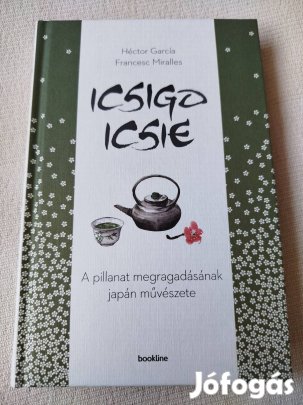 Héctor García
Francesc Miralles
ICSIGO
ICSIE
A pillanat megragadásának
japán művészete
bookline
Jófogás